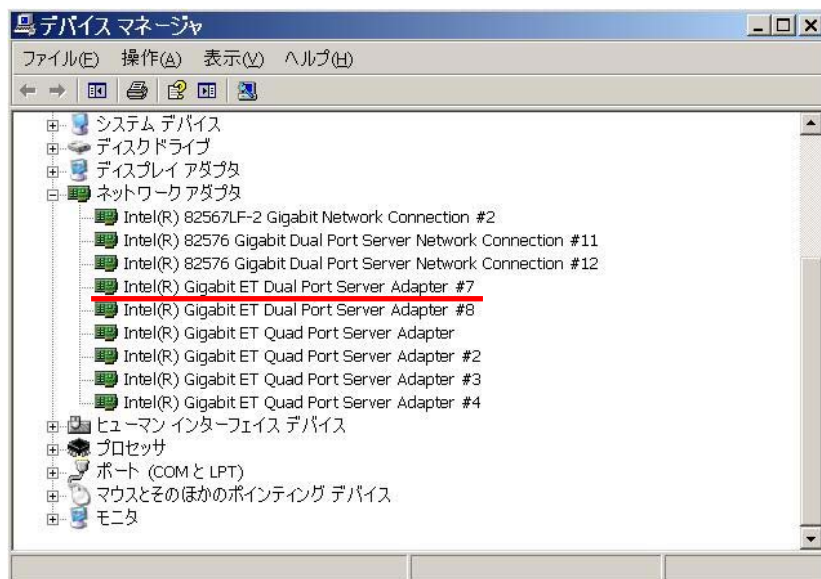 デバイス マネージャ
ファイル(F) 操作(A) 表示(V) ヘルプ(H)
システム デバイス
ディスク ドライブ
ディスプレイ アダプタ
ネットワーク アダプタ
Intel(R) 82567LF-2 Gigabit Network Connection #2
Intel(R) 82576 Gigabit Dual Port Server Network Connection #11
Intel(R) 82576 Gigabit Dual Port Server Network Connection #12
Intel(R) Gigabit ET Dual Port Server Adapter #7
Intel(R) Gigabit ET Dual Port Server Adapter #8
Intel(R) Gigabit ET Quad Port Server Adapter
Intel(R) Gigabit ET Quad Port Server Adapter #2
Intel(R) Gigabit ET Quad Port Server Adapter #3
Intel(R) Gigabit ET Quad Port Server Adapter #4
ヒューマン インターフェイス デバイス
プロセッサ
ポート (COM と LPT)
マウスとそのほかのポインティング デバイス
モニタ